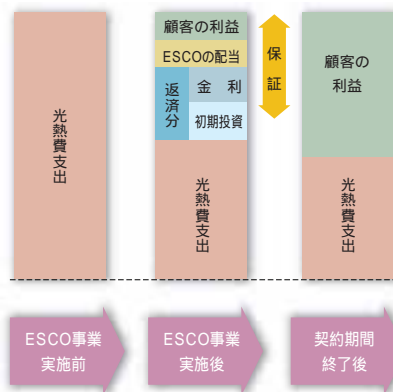 光熱費支出
顧客の利益
ESCOの配当
返済分
金利
初期投資
光熱費支出
保証
顧客の
利益
光熱費支出
ESCO事業
実施前
ESCO事業
実施後
契約期間
終了後